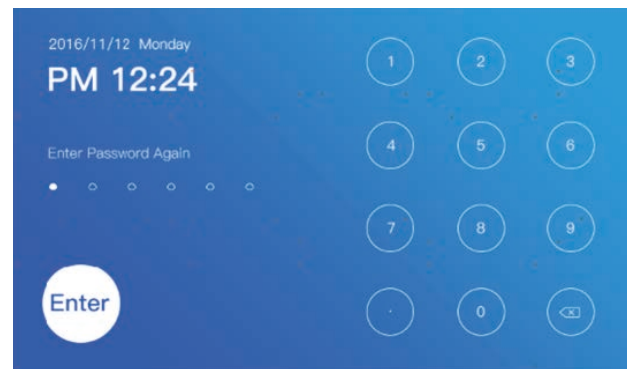 2016/11/12 Monday
PM 12:24
Enter Password Again
Enter
1 2 3
4 5 6
7 8 9
. 0